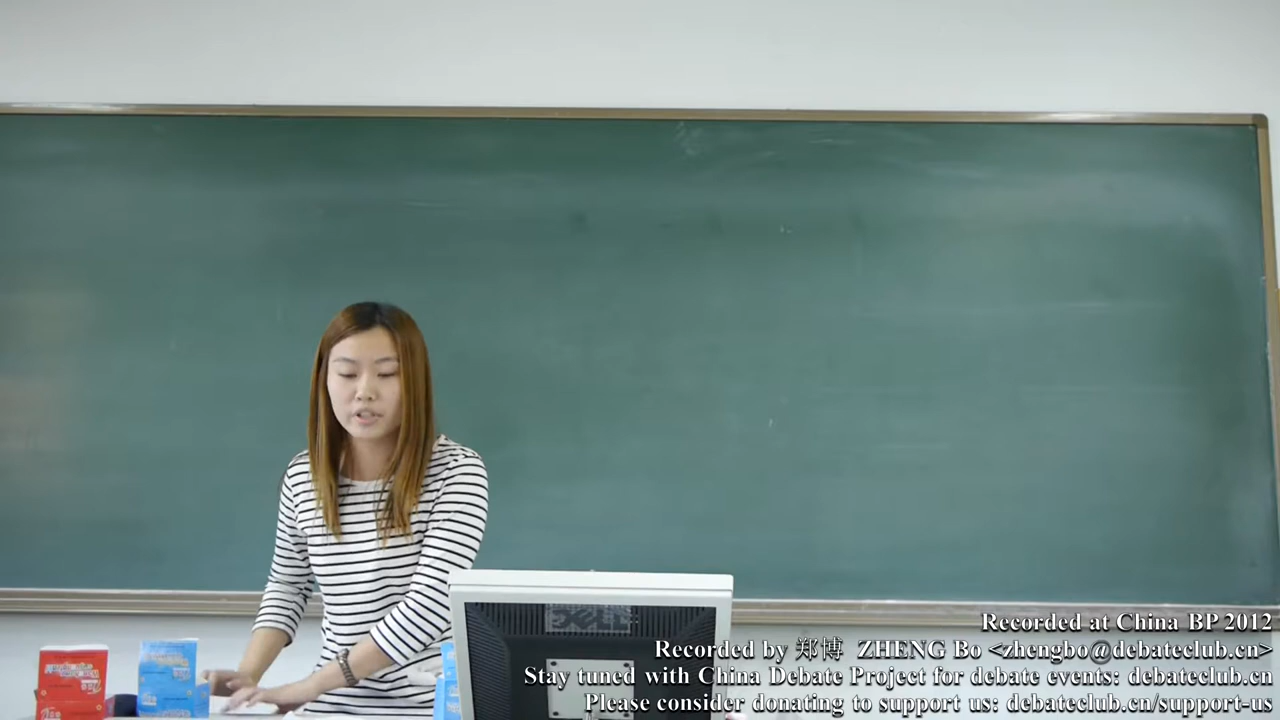 Recorded at China BP 2012
Recorded by 郑博 ZHENG Bo <zhengbo@debateclub.cn>
Stay tuned with China Debate Project for debate events: debateclub.cn
Please consider donating to support us: debateclub.cn/support-us